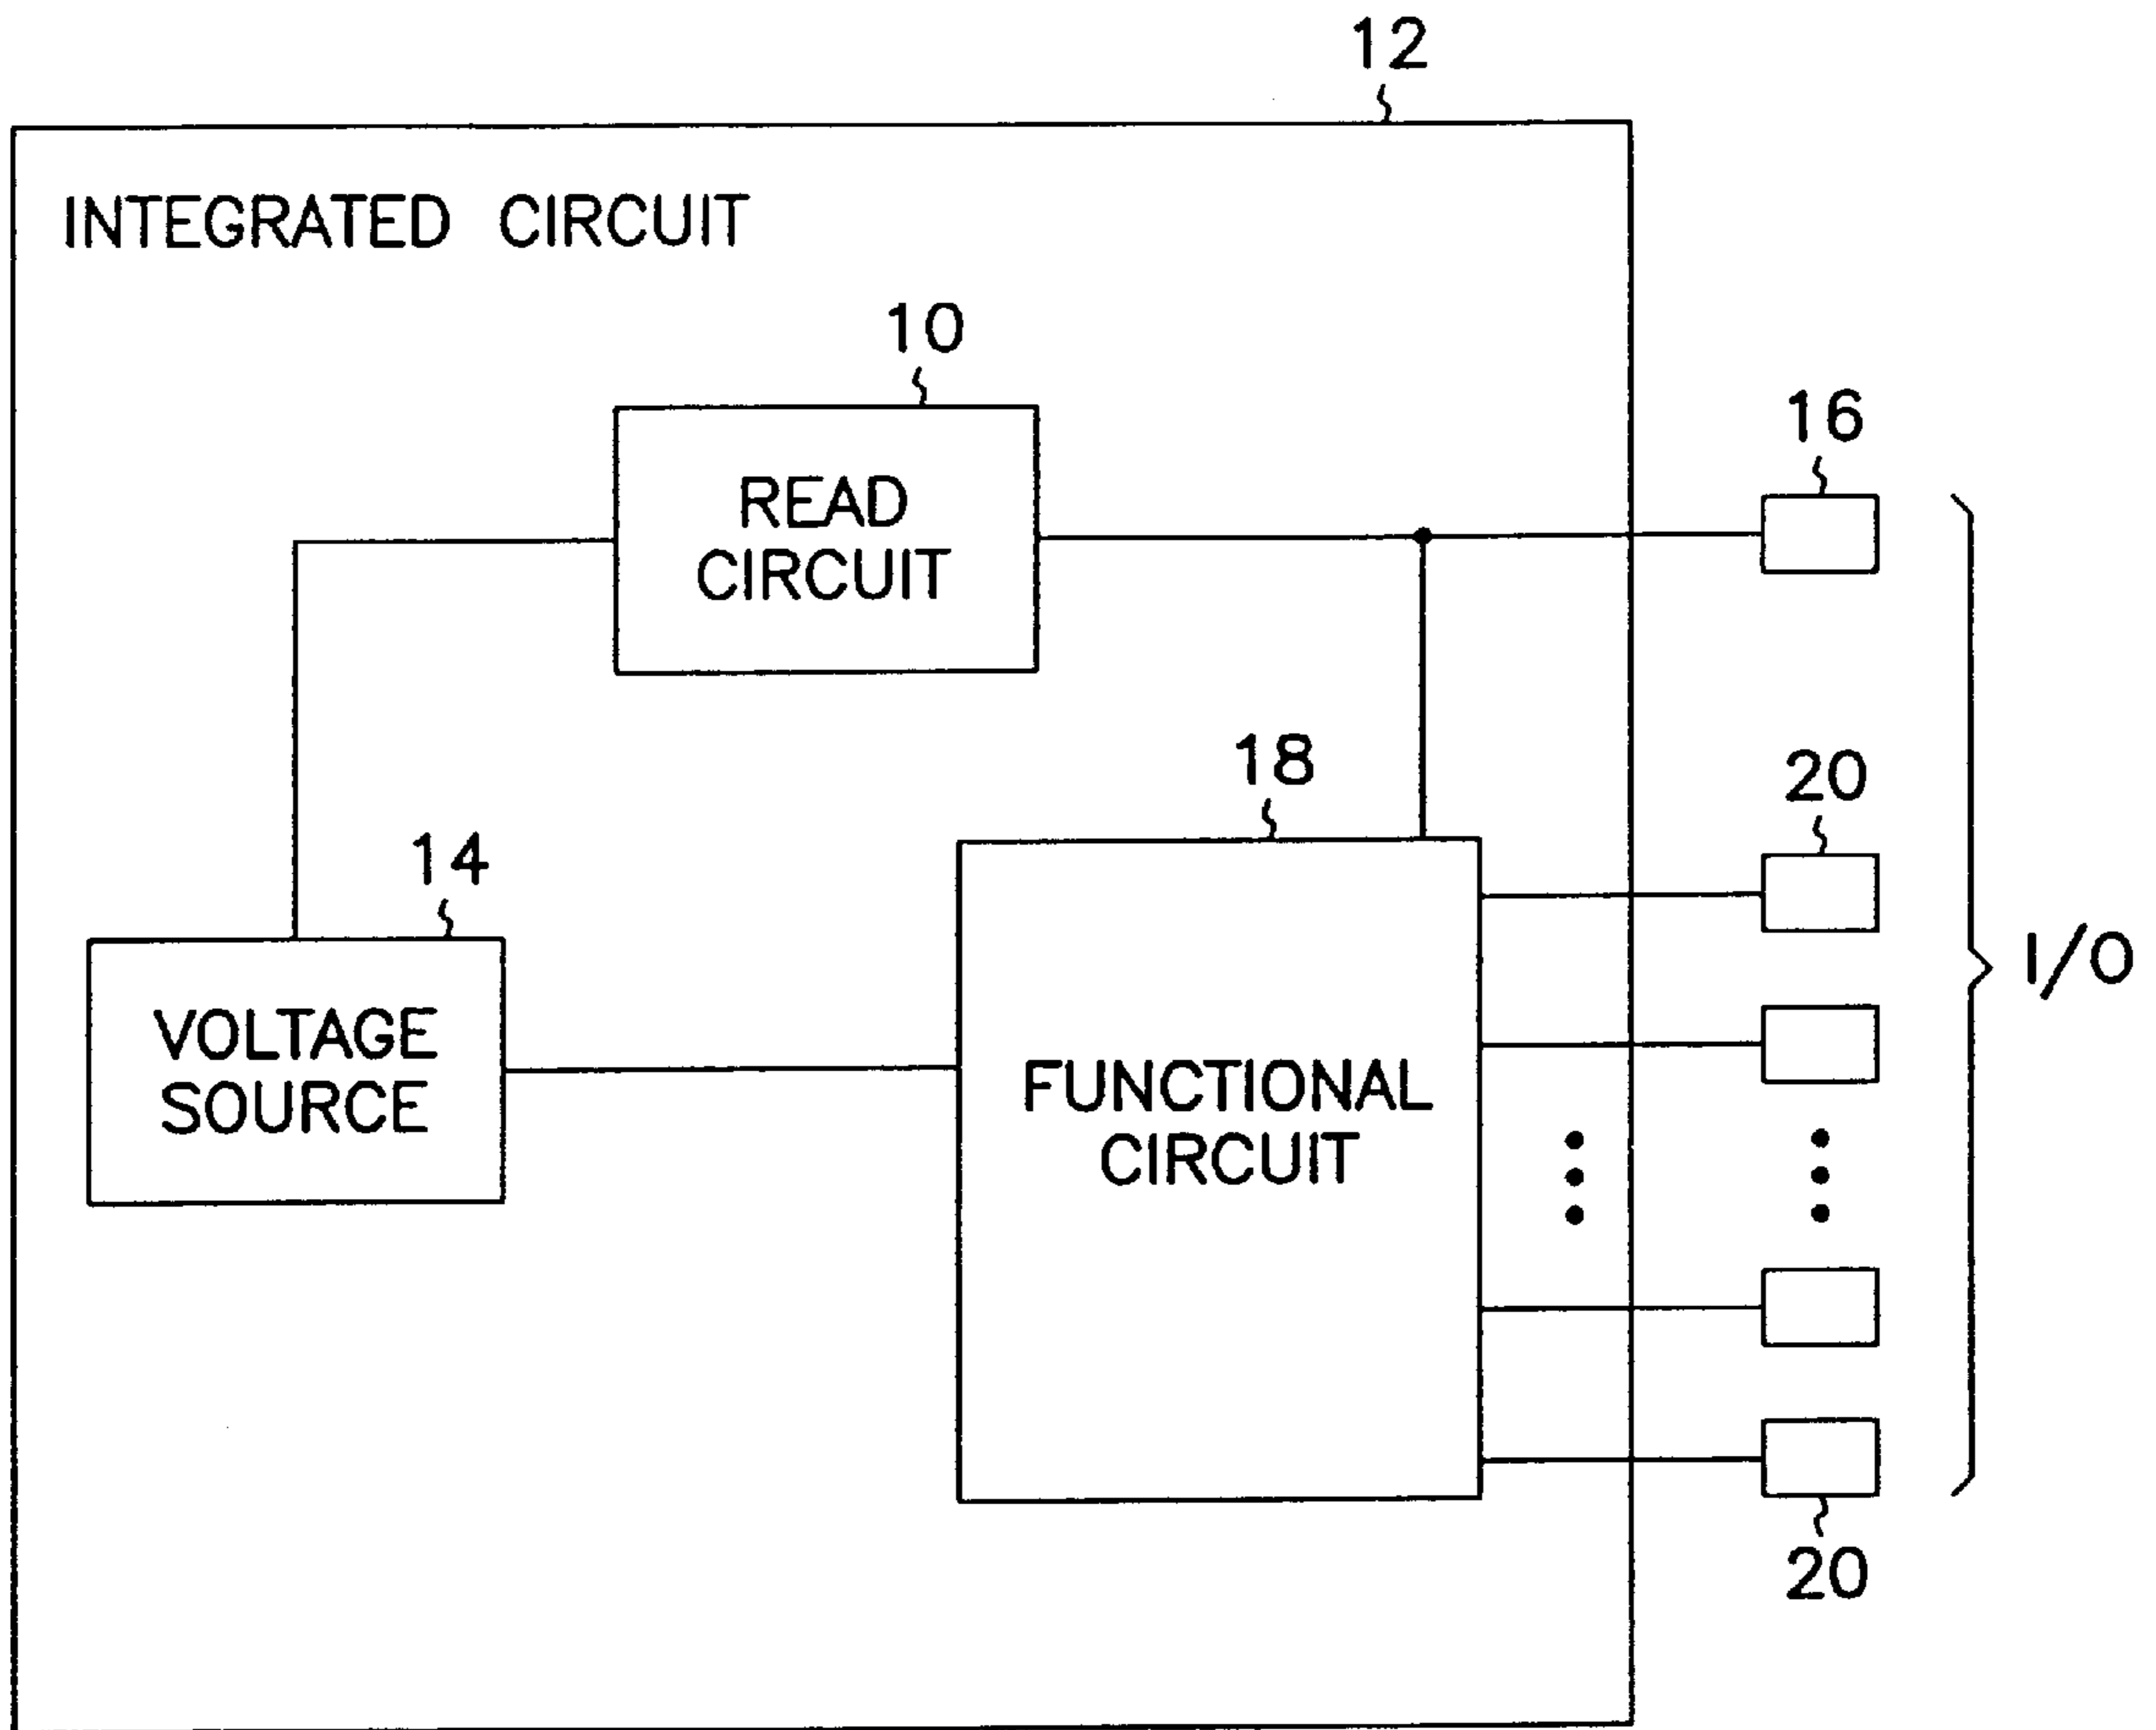 12
INTEGRATED CIRCUIT
10
READ
CIRCUIT
16
18
20
14
VOLTAGE
SOURCE
FUNCTIONAL
CIRCUIT
I/O
20